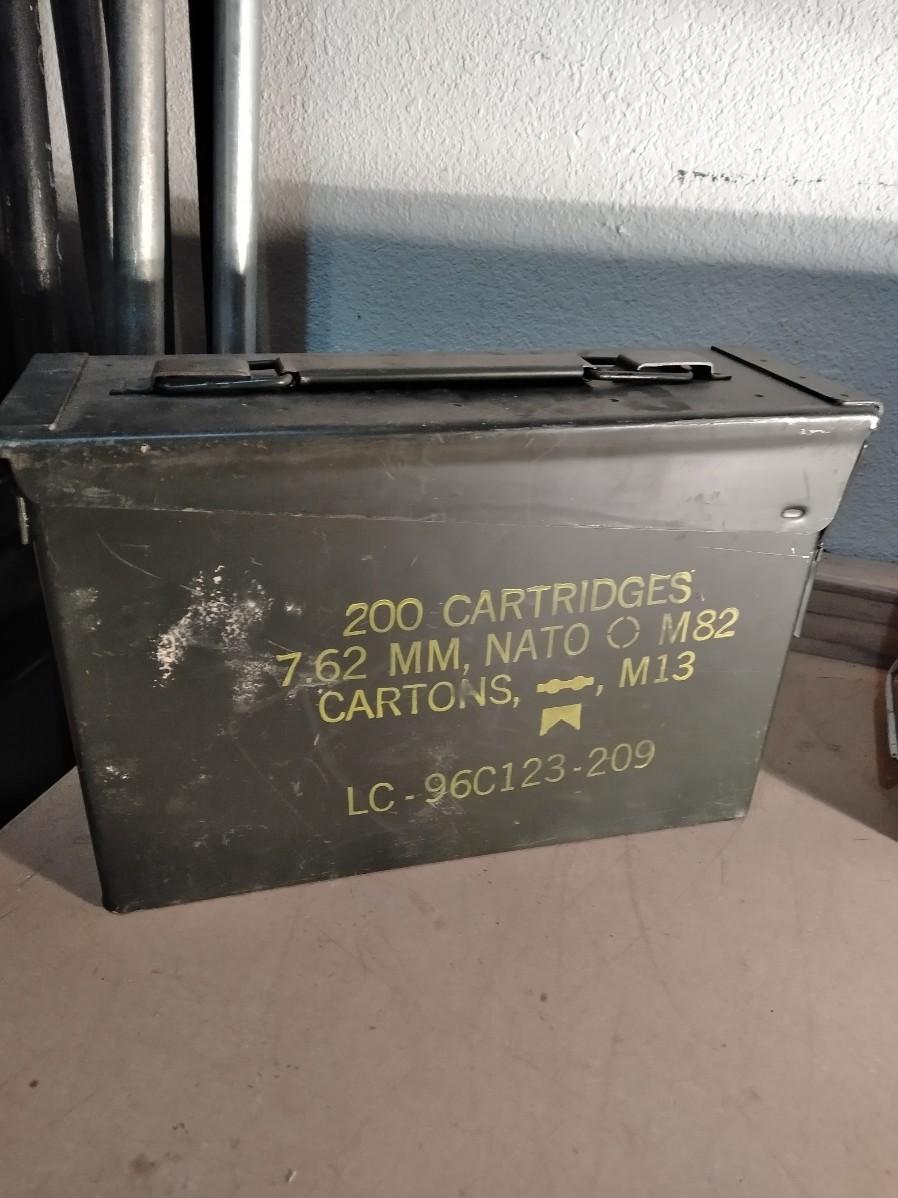 200 CARTRIDGES
7.62 MM, NATO M82
CARTONS, , M13
LC-96C123-209